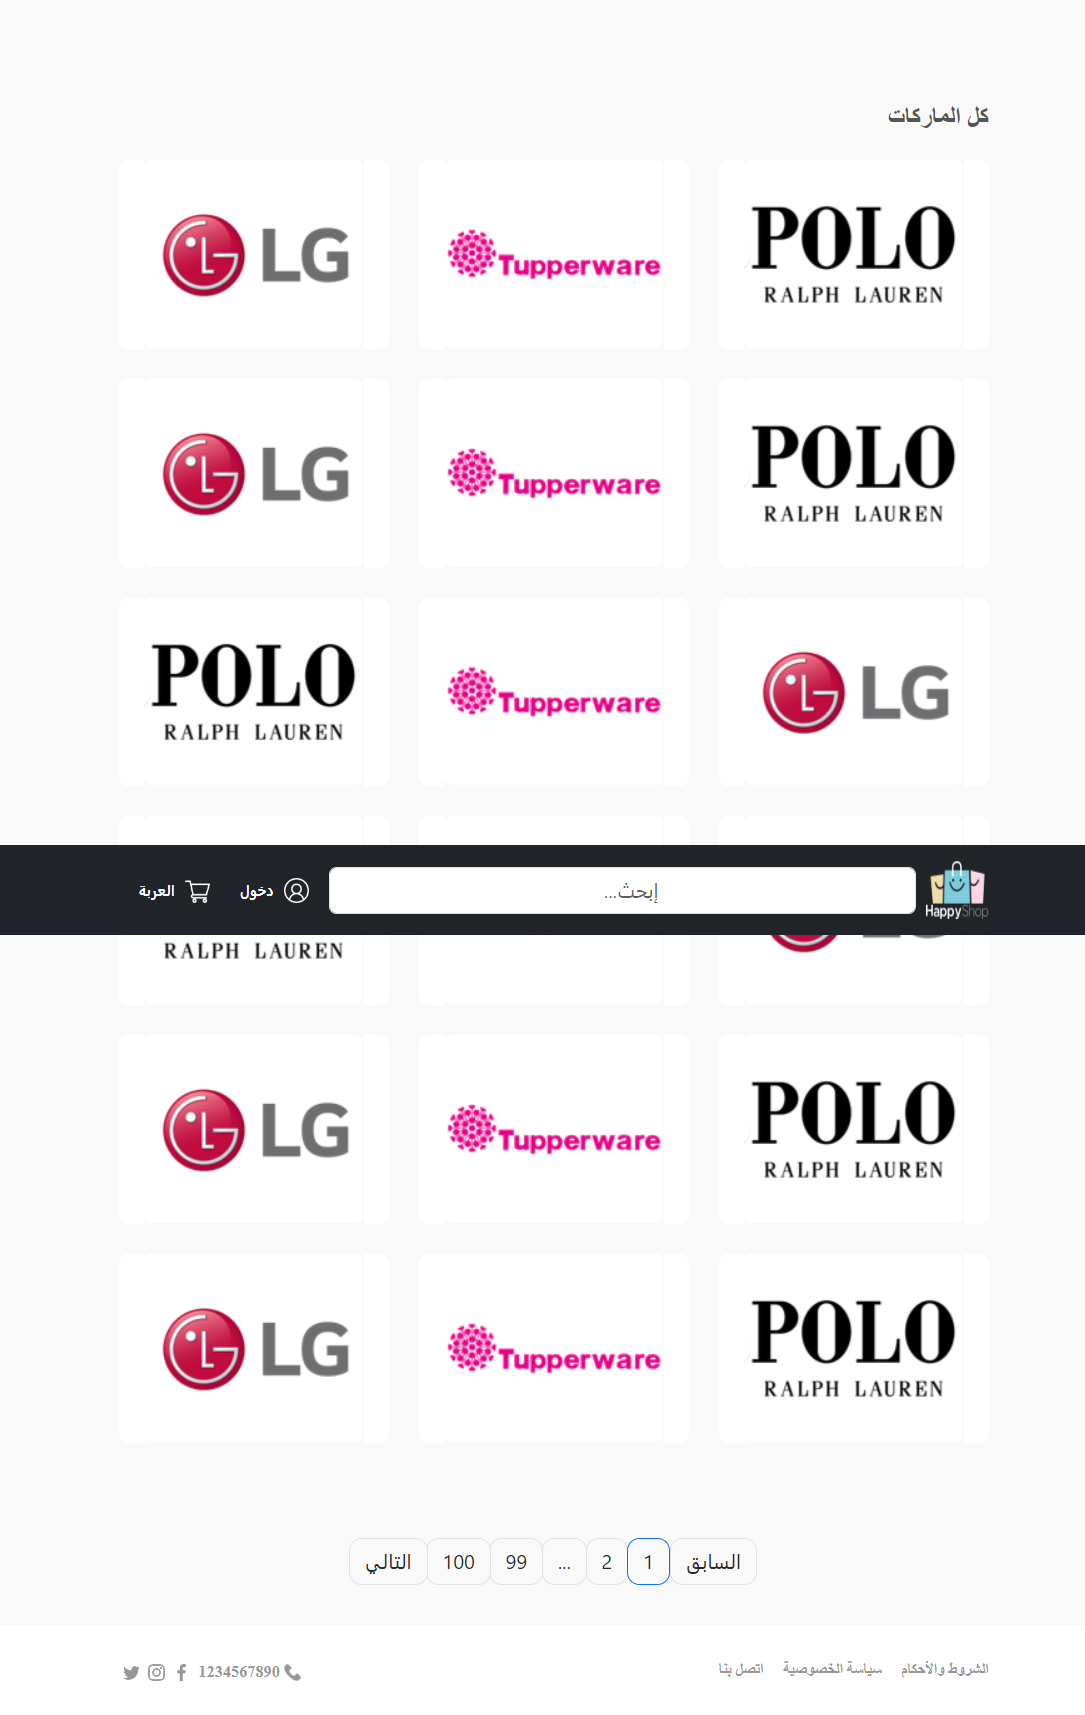 كل الماركات
POLO
RALPH LAUREN
Tupperware
LG
POLO
RALPH LAUREN
Tupperware
LG
LG
Tupperware
POLO
RALPH LAUREN
HappyShop
إبحث...
دخول
العربة
RALPH LAUREN
POLO
RALPH LAUREN
Tupperware
LG
POLO
RALPH LAUREN
Tupperware
LG
السابق 1 2 ... 99 100 التالي
الشروط والأحكام سياسة الخصوصية اتصل بنا
1234567890